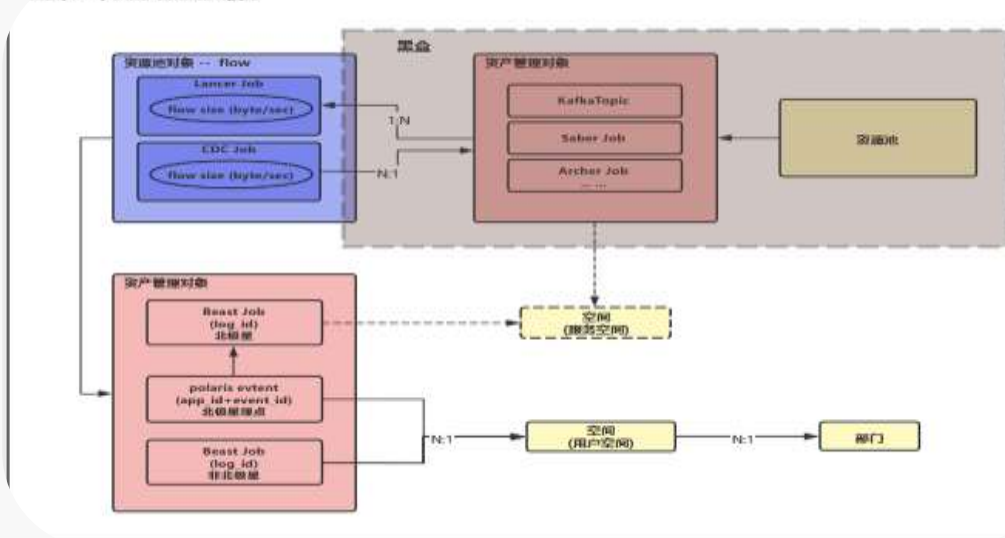 黑盒
资源池对象 -- flow
Lancer Job
flow size (byte/sec)
CDC Job
flow size (byte/sec)
1:N
N:1
资产管理对象
KafkaTopic
Saber Job
Archer Job
... ...
资源池
资产管理对象
Beast Job
(log_id)
北极星
polaris evtent
(app_id+event_id)
北极星埋点
Beast Job
(log_id)
非北极星
空间
(服务空间)
N:1
空间
(用户空间)
N:1
部门